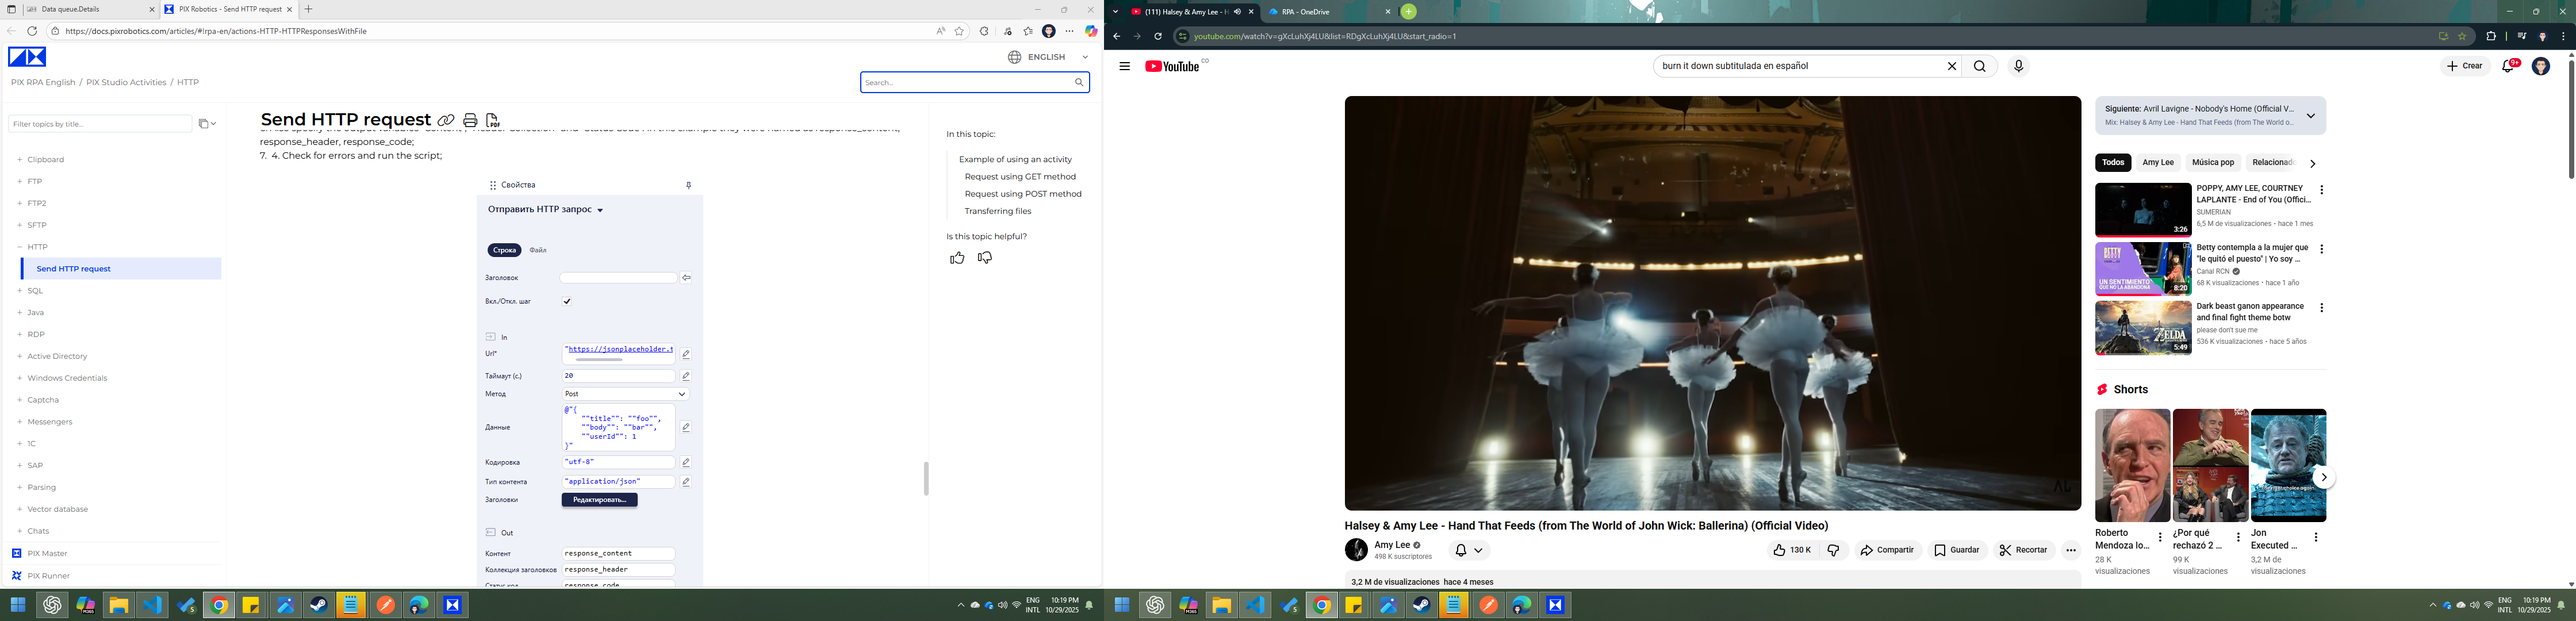 Data queue.Details
PIX Robotics - Send HTTP request
https://docs.pixrobotics.com/articles/#!rpa-en/actions-HTTP-HTTPResponsesWithFile
ENGLISH
PIX RPA English / PIX Studio Activities / HTTP
Search...
Filter topics by title...
Clipboard
FTP
FTP2
SFTP
HTTP
Send HTTP request
SQL
Java
RDP
Active Directory
Windows Credentials
Captcha
Messengers
1C
SAP
Parsing
Vector database
Chats
PIX Master
PIX Runner
Send HTTP request
PDF
response_header, response_code;
7. 4. Check for errors and run the script;
Свойства
Отправить HTTP запрос
Строка Файл
Заголовок
Вкл./Откл. шаг
In
Url* "https://jsonplaceholder.t
Таймаут (с.) 20
Метод Post
Данные
@"{
""title"": ""foo"",
""body"": ""bar"",
""userId"": 1
}"
Кодировка "utf-8"
Тип контента "application/json"
Заголовки Редактировать...
Out
Контент response_content
Коллекция заголовков response_header
Статус код response_code
In this topic:
Example of using an activity
Request using GET method
Request using POST method
Transferring files
Is this topic helpful?
ENG
INTL
10:19 PM
10/29/2025
(111) Halsey & Amy Lee - H
RPA - OneDrive
youtube.com/watch?v=gXcLuhXj4LU&list=RDgXcLuhXj4LU&start_radio=1
YouTube CO
burn it down subtitulada en español
Crear
9+
AL
Halsey & Amy Lee - Hand That Feeds (from The World of John Wick: Ballerina) (Official Video)
Amy Lee
498 K suscriptores
130 K
Compartir
Guardar
Recortar
3,2 M de visualizaciones hace 4 meses
Siguiente: Avril Lavigne - Nobody's Home (Official V...
Mix: Halsey & Amy Lee - Hand That Feeds (from The World o...
Todos
Amy Lee
Música pop
Relacionad
POPPY, AMY LEE, COURTNEY
LAPLANTE - End of You (Offici...
SUMERIAN
6,5 M de visualizaciones • hace 1 mes
3:26
Betty contempla a la mujer que
"le quitó el puesto" | Yo soy ...
Canal RCN
68 K visualizaciones • hace 1 año
BETTY
UN SENTIMIENTO
QUE NO LA ABANDONA
8:20
Dark beast ganon appearance
and final fight theme botw
please don't sue me
536 K visualizaciones • hace 5 años
ZELDA
5:49
Shorts
Roberto
Mendoza lo...
28 K
visualizaciones
¿Por qué
rechazó 2 ...
99 K
visualizaciones
Jon
Executed ...
3,2 M de
visualizaciones
ENG
INTL
10:19 PM
10/29/2025